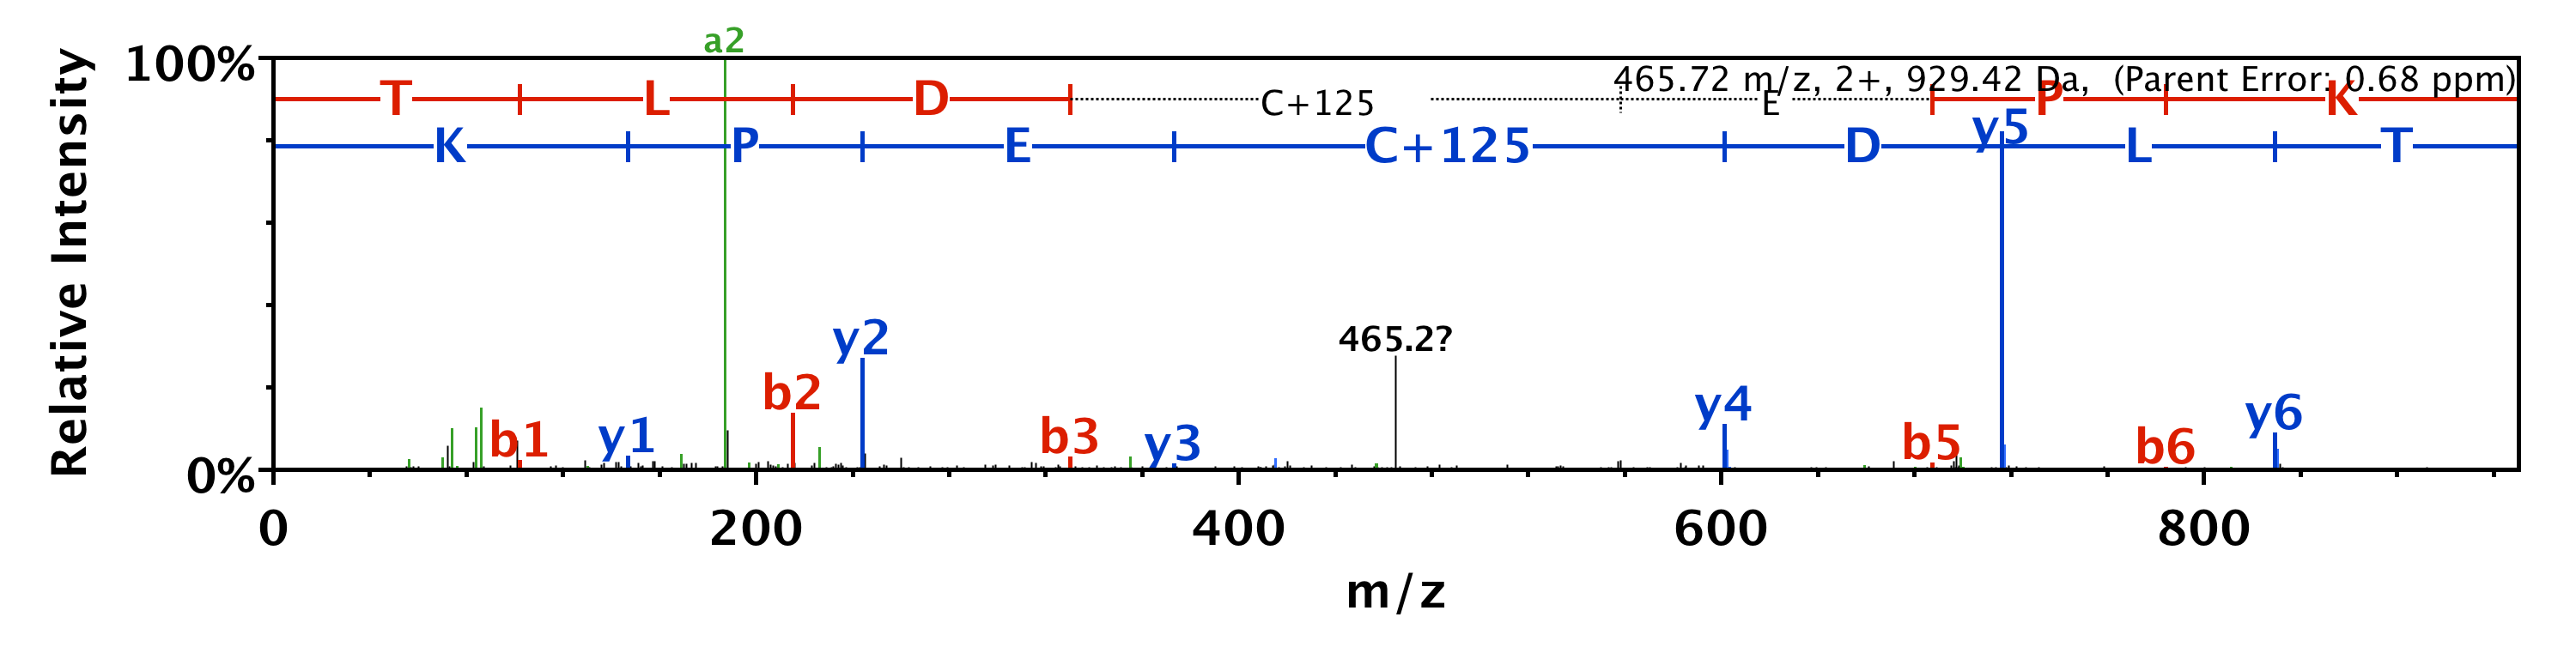 a2
100%
465.72 m/z, 2+, 929.42 Da, (Parent Error: 0.68 ppm)
T L D C+125 E P K
K P E C+125 D y5 L T
Relative Intensity
y2
465.2?
b2
y4
y6
b1 y1 b3 y3 b5 b6
0%
0 200 400 600 800
m/z